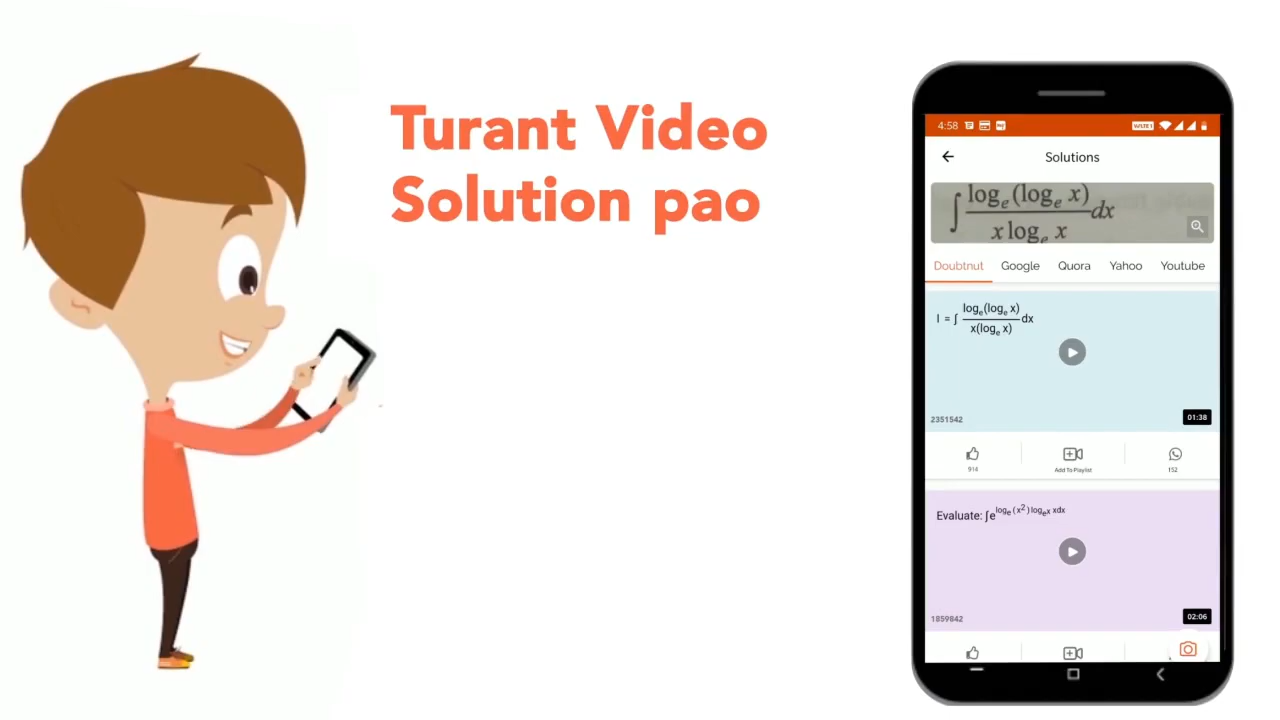 Turant Video
Solution pao
4:58
Solutions
∫ logₑ (logₑ x) / x logₑ x dx
Doubtnut Google Quora Yahoo Youtube
I = ∫ logₑ(logₑ x) / x(logₑ x) dx
2351542 01:38
914 Add To Playlist 152
Evaluate: ∫e^logₑ(x²)logₑx xdx
1859842 02:06